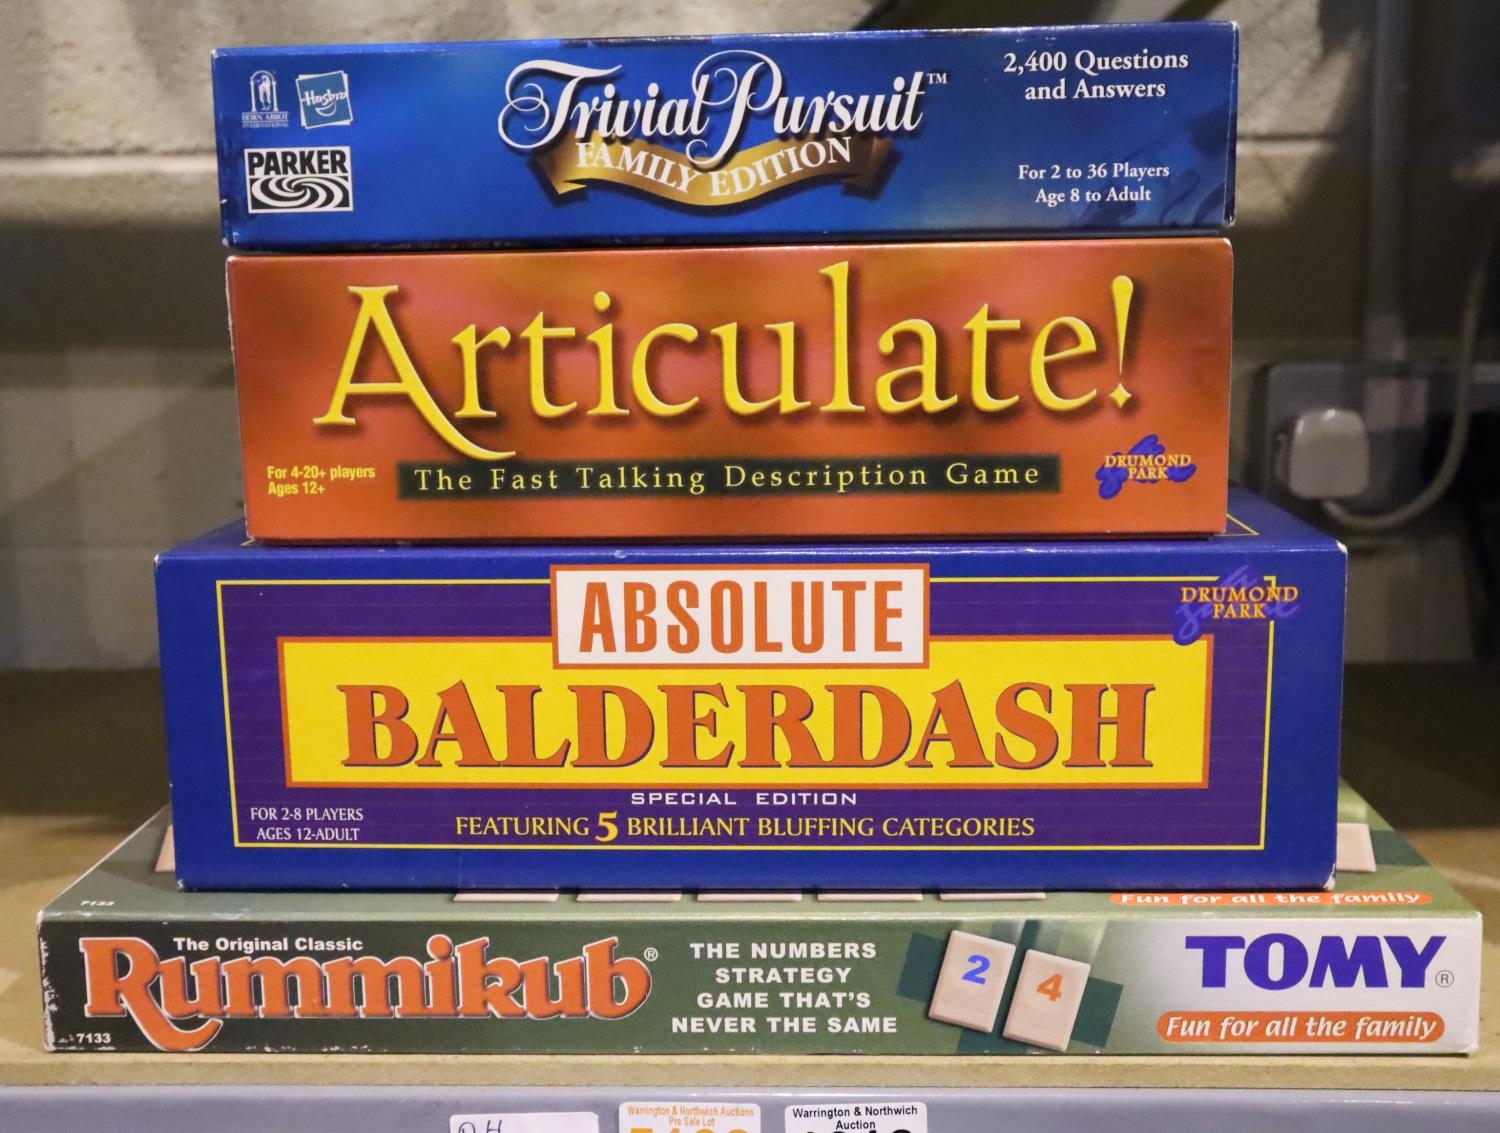 HORN ABBOT
INTERNATIONAL
Hasbro
PARKER
Trivial Pursuit™
FAMILY EDITION
2,400 Questions
and Answers
For 2 to 36 Players
Age 8 to Adult
Articulate!
For 4-20+ players
Ages 12+
The Fast Talking Description Game
DRUMOND
PARK
ABSOLUTE
BALDERDASH
SPECIAL EDITION
FOR 2-8 PLAYERS
AGES 12-ADULT
FEATURING 5 BRILLIANT BLUFFING CATEGORIES
DRUMOND
PARK
7133
Fun for all the family
The Original Classic
Rummikub®
7133
THE NUMBERS
STRATEGY
GAME THAT'S
NEVER THE SAME
2 4
TOMY®
Fun for all the family
Warrington & Northwich Auctions
Pre Sale Lot
Warrington & Northwich
Auction